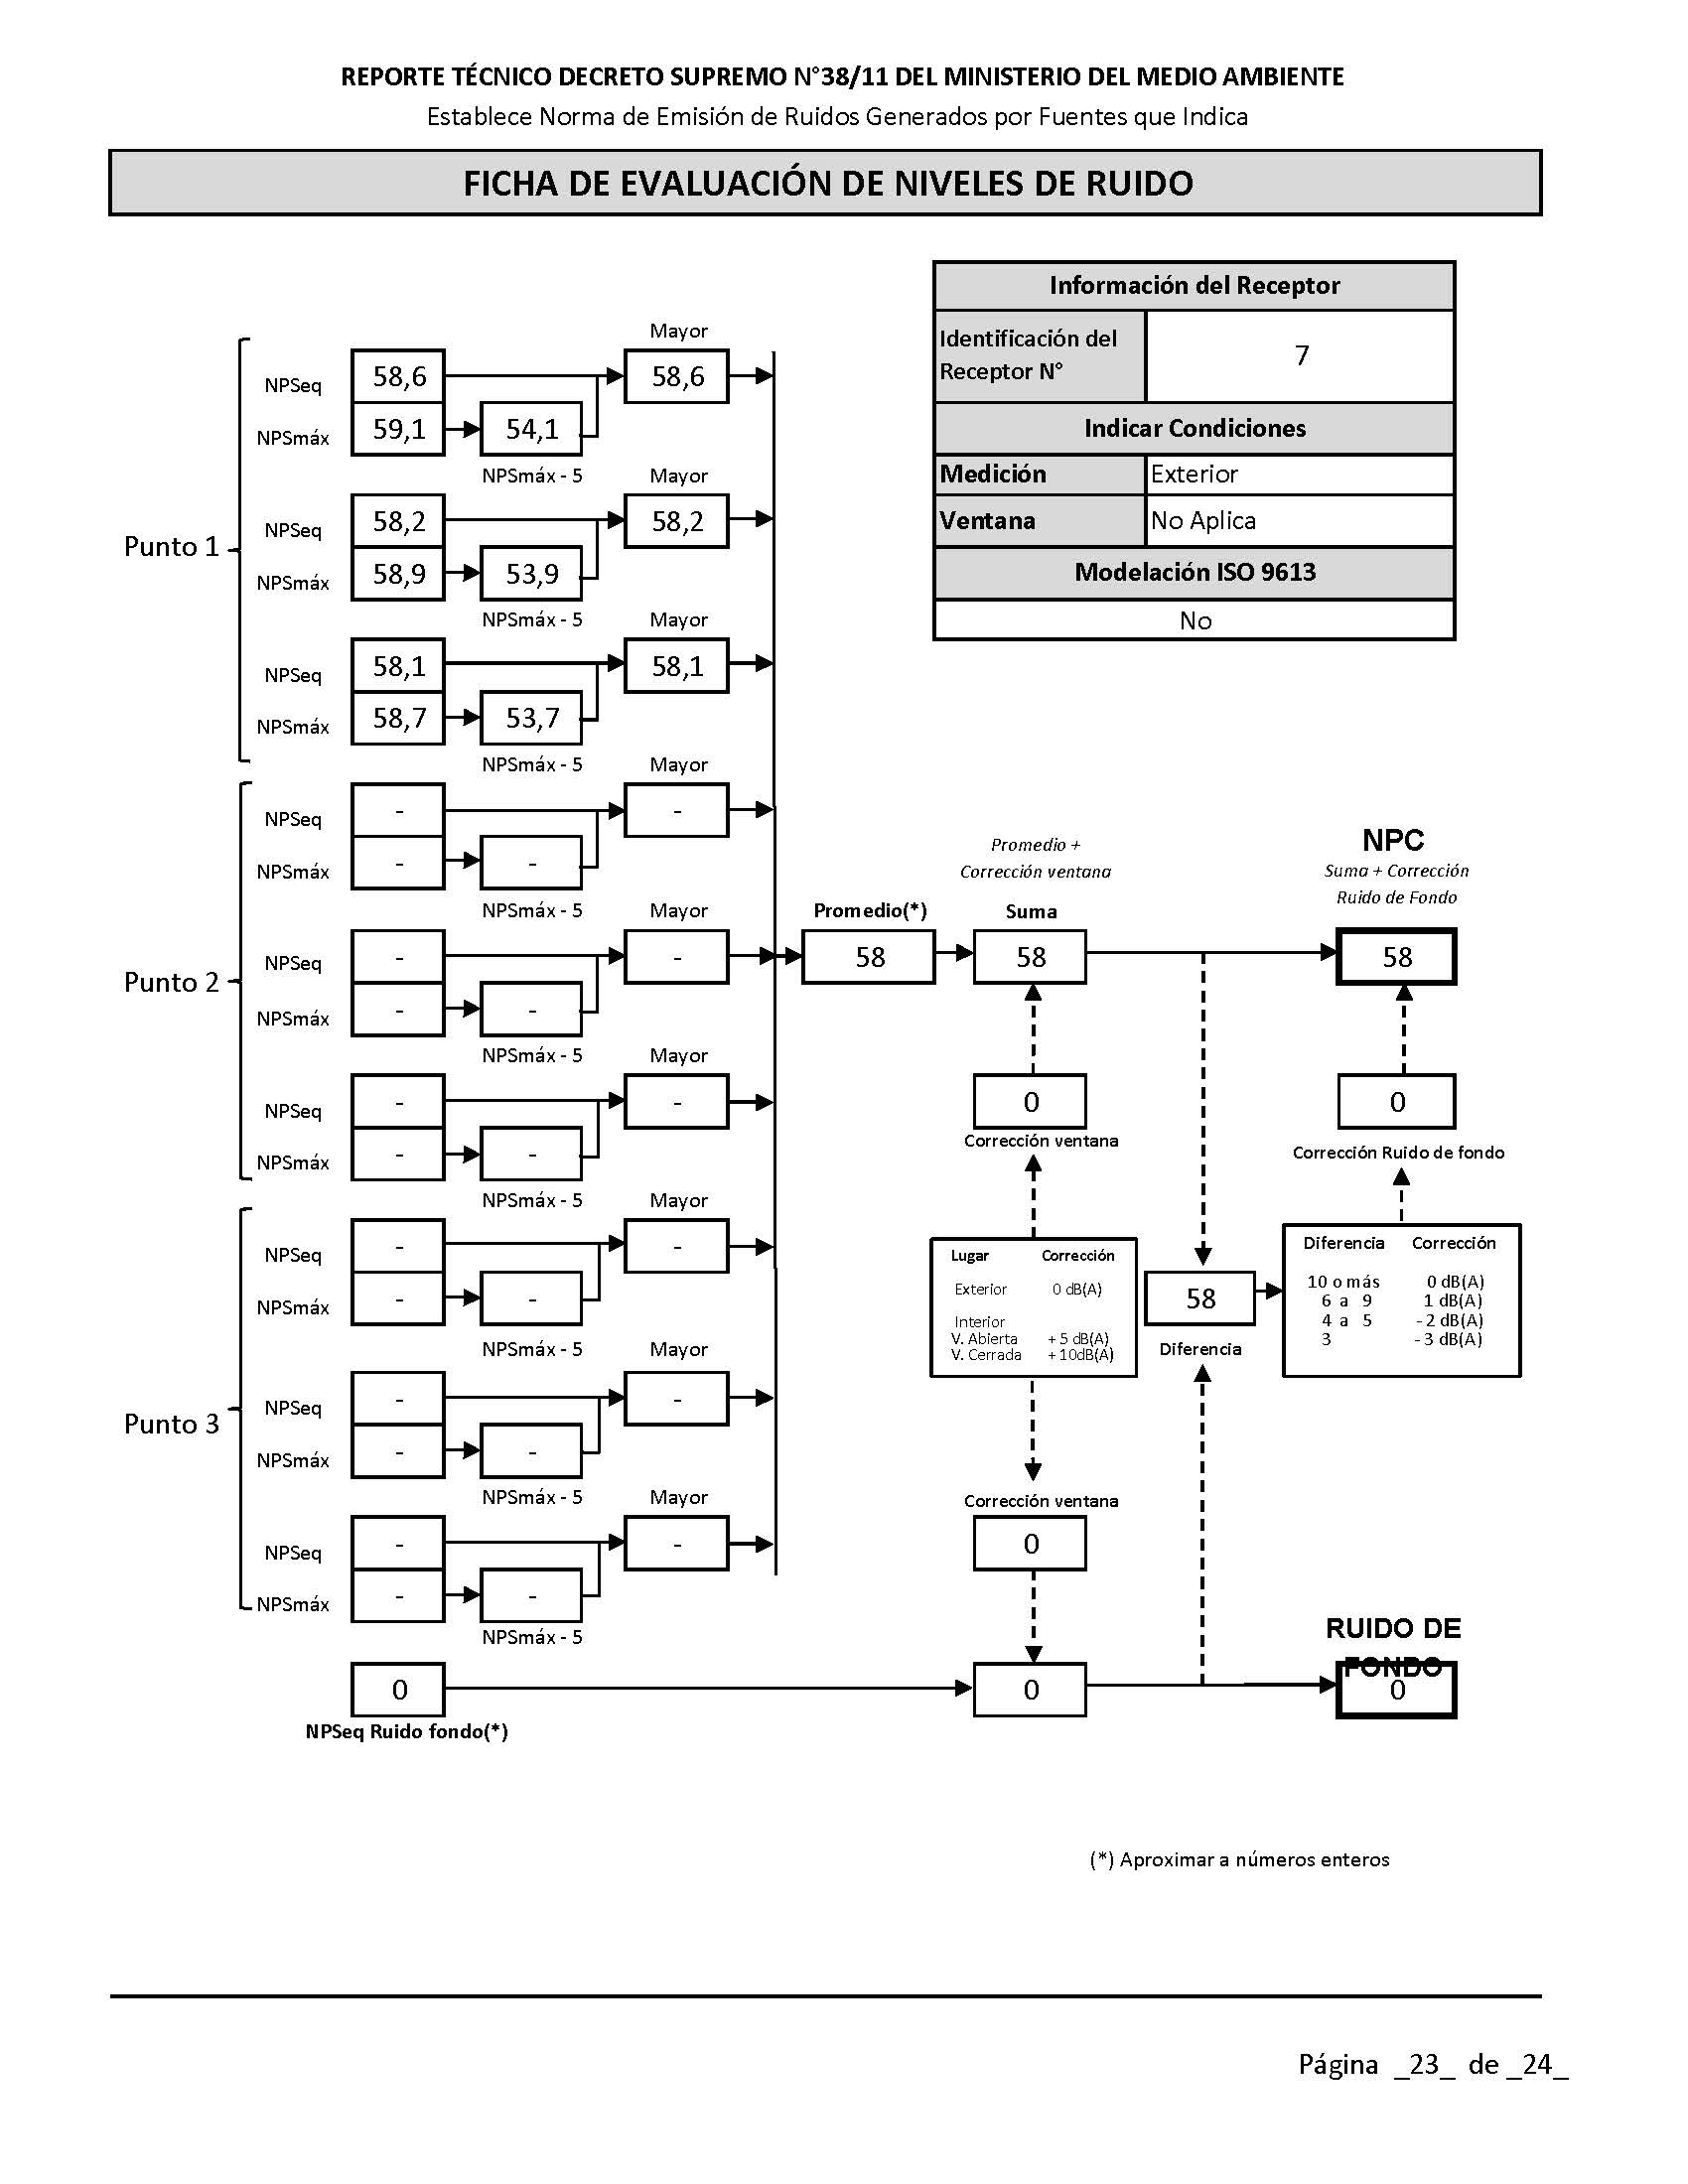 REPORTE TÉCNICO DECRETO SUPREMO N°38/11 DEL MINISTERIO DEL MEDIO AMBIENTE
Establece Norma de Emisión de Ruidos Generados por Fuentes que Indica
FICHA DE EVALUACIÓN DE NIVELES DE RUIDO
Información del Receptor
Identificación del
Receptor N°
7
Indicar Condiciones
Medición Exterior
Ventana No Aplica
Modelación ISO 9613
No
Punto 1
Mayor
NPSeq 58,6 58,6
NPSmáx 59,1 54,1
NPSmáx - 5 Mayor
NPSeq 58,2 58,2
NPSmáx 58,9 53,9
NPSmáx - 5 Mayor
NPSeq 58,1 58,1
NPSmáx 58,7 53,7
NPSmáx - 5 Mayor
Punto 2
NPSeq - -
NPSmáx - -
NPSmáx - 5 Mayor
NPSeq - -
NPSmáx - -
NPSmáx - 5 Mayor
NPSeq - -
NPSmáx - -
NPSmáx - 5 Mayor
Punto 3
NPSeq - -
NPSmáx - -
NPSmáx - 5 Mayor
NPSeq - -
NPSmáx - -
NPSmáx - 5 Mayor
NPSeq - -
NPSmáx - -
NPSmáx - 5
0
NPSeq Ruido fondo(*)
Promedio(*)
58
Promedio +
Corrección ventana
Suma
58
0
Corrección ventana
Lugar Corrección
Exterior 0 dB(A)
Interior
V. Abierta + 5 dB(A)
V. Cerrada + 10dB(A)
Corrección ventana
0
0
58
Diferencia
NPC
Suma + Corrección
Ruido de Fondo
58
0
Corrección Ruido de fondo
Diferencia Corrección
10 o más 0 dB(A)
6 a 9 1 dB(A)
4 a 5 - 2 dB(A)
3 - 3 dB(A)
RUIDO DE
FONDO
0
(*) Aproximar a números enteros
Página _23_ de _24_